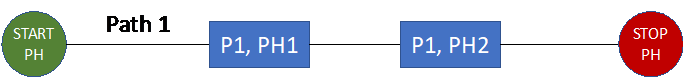 START
PH
Path 1
P1, PH1
P1, PH2
STOP
PH